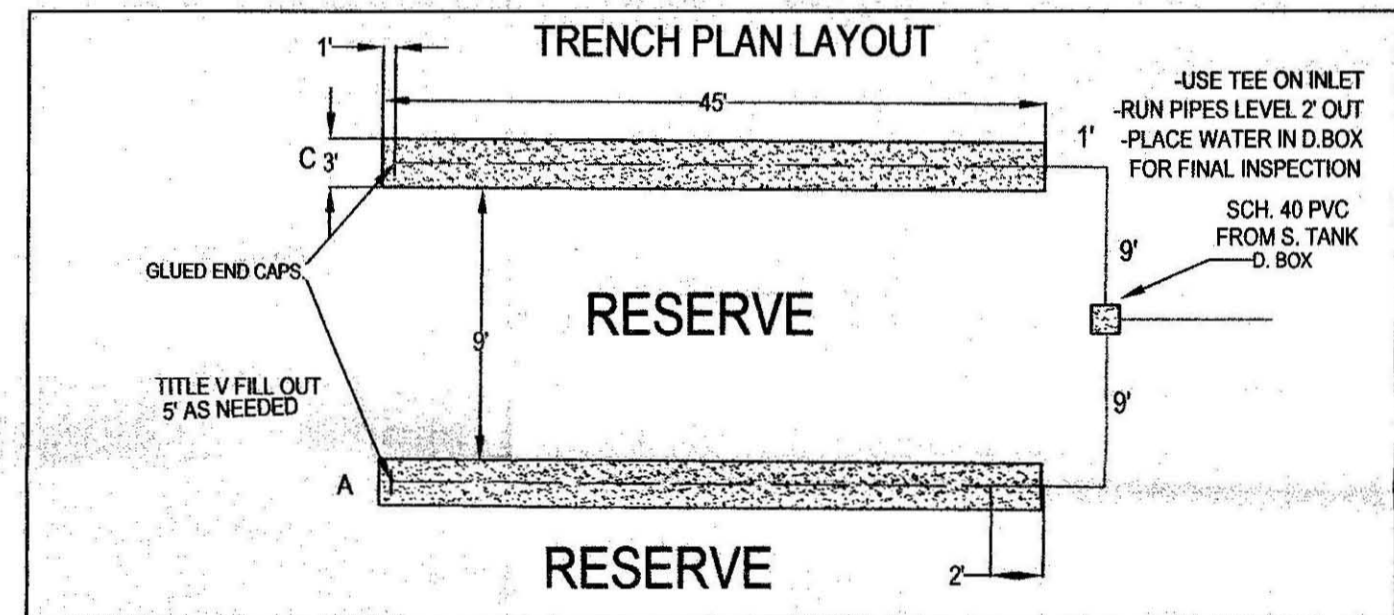 TRENCH PLAN LAYOUT
1'
45'
-USE TEE ON INLET
-RUN PIPES LEVEL 2' OUT
-PLACE WATER IN D.BOX
FOR FINAL INSPECTION
1'
C 3'
SCH. 40 PVC
FROM S. TANK
D. BOX
9'
GLUED END CAPS
RESERVE
9'
TITLE V FILL OUT
5' AS NEEDED
9'
A
RESERVE
2'